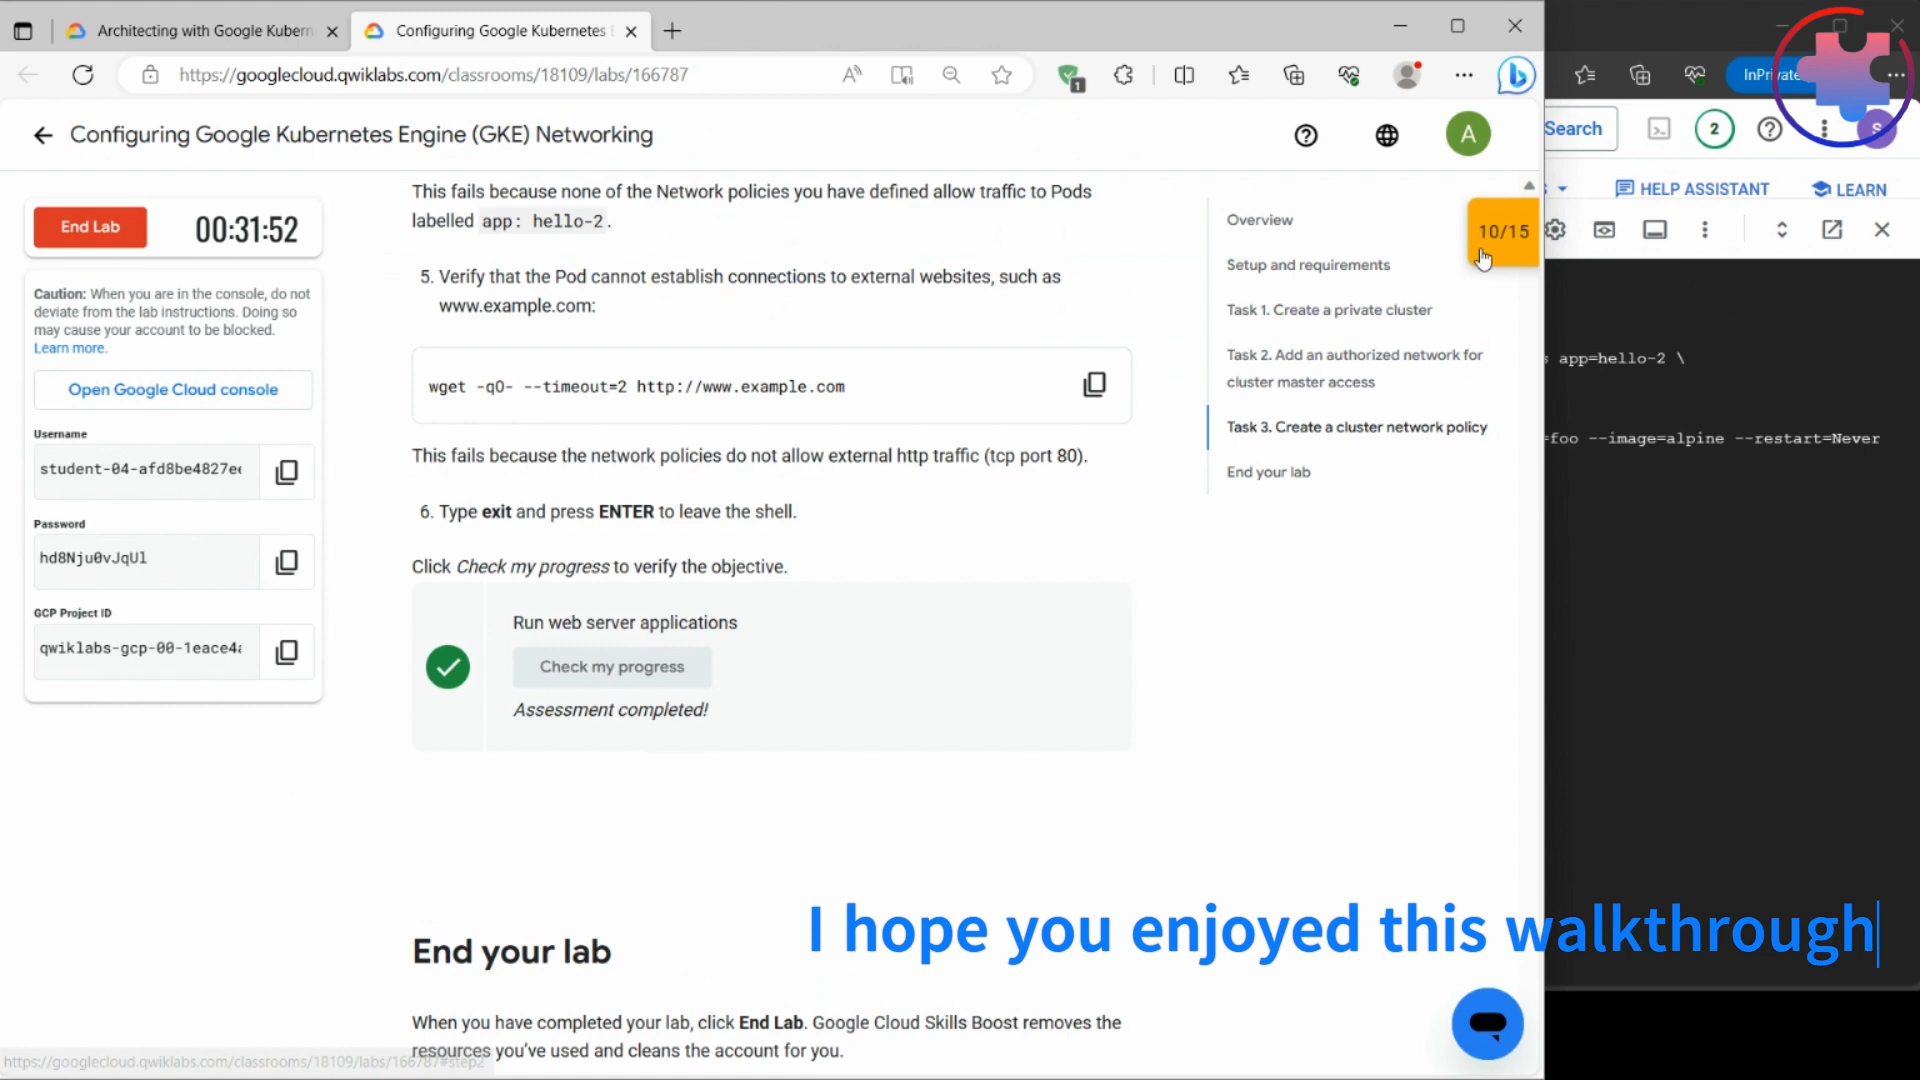 Architecting with Google Kubern
Configuring Google Kubernetes
https://googlecloud.qwiklabs.com/classrooms/18109/labs/166787
1
InPrivate
Configuring Google Kubernetes Engine (GKE) Networking
A
Search
2
S
HELP ASSISTANT
LEARN
End Lab
00:31:52
Caution: When you are in the console, do not
deviate from the lab instructions. Doing so
may cause your account to be blocked.
Learn more.
Open Google Cloud console
Username
student-04-afd8be4827e
Password
hd8Nju0vJqUl
GCP Project ID
qwiklabs-gcp-00-1eace4
This fails because none of the Network policies you have defined allow traffic to Pods
labelled app: hello-2.
5. Verify that the Pod cannot establish connections to external websites, such as
www.example.com:
wget -qO- --timeout=2 http://www.example.com
This fails because the network policies do not allow external http traffic (tcp port 80).
6. Type exit and press ENTER to leave the shell.
Click Check my progress to verify the objective.
Run web server applications
Check my progress
Assessment completed!
End your lab
When you have completed your lab, click End Lab. Google Cloud Skills Boost removes the
resources you've used and cleans the account for you.
Overview
Setup and requirements
Task 1. Create a private cluster
Task 2. Add an authorized network for
cluster master access
Task 3. Create a cluster network policy
End your lab
10/15
app=hello-2 \
=foo --image=alpine --restart=Never
I hope you enjoyed this walkthrough
https://googlecloud.qwiklabs.com/classrooms/18109/labs/166787#step2